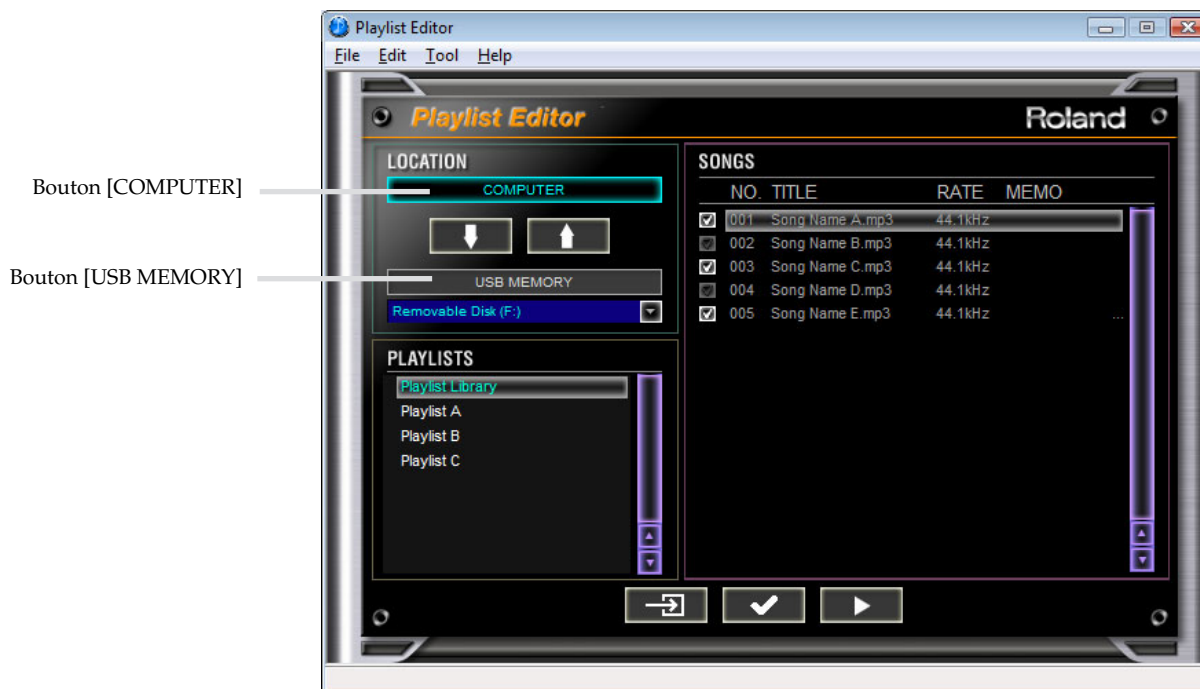 Playlist Editor
File Edit Tool Help
Playlist Editor
Roland
LOCATION
Bouton [COMPUTER]
COMPUTER
Bouton [USB MEMORY]
USB MEMORY
Removable Disk (F:)
PLAYLISTS
Playlist Library
Playlist A
Playlist B
Playlist C
SONGS
NO. TITLE RATE MEMO
001 Song Name A.mp3 44.1kHz
002 Song Name B.mp3 44.1kHz
003 Song Name C.mp3 44.1kHz
004 Song Name D.mp3 44.1kHz
005 Song Name E.mp3 44.1kHz ...